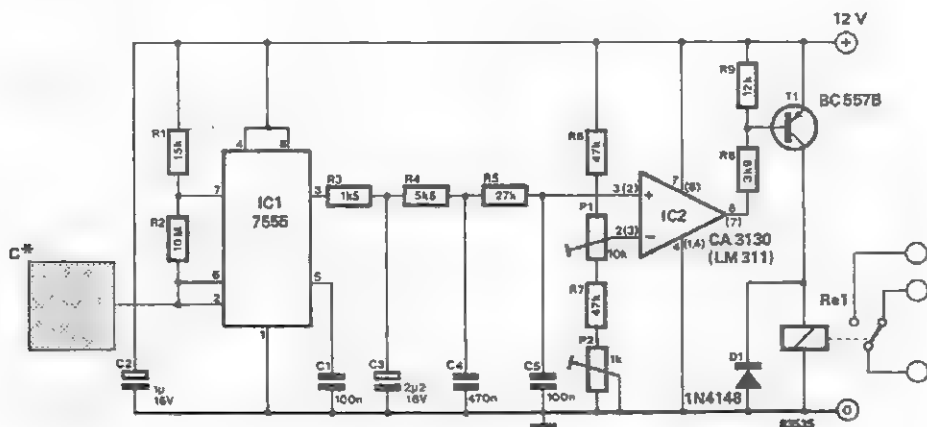 12 V
+
R1
15k
4
8
7
IC1
7555
3
R3
1k5
R4
5k6
R5
27k
R2
10M
C*
6
2
5
1
C2
1µ
16V
C1
100n
C3
2µ2
16V
C4
470n
C5
100n
R6
47k
P1
10k
R7
47k
P2
1k
3(2)
+
2(3)
−
IC2
7
(8)
4
(1,4)
6
(7)
CA 3130
(LM 311)
R9
12k
R8
3k9
T1
BC557B
D1
1N4148
Re1
0